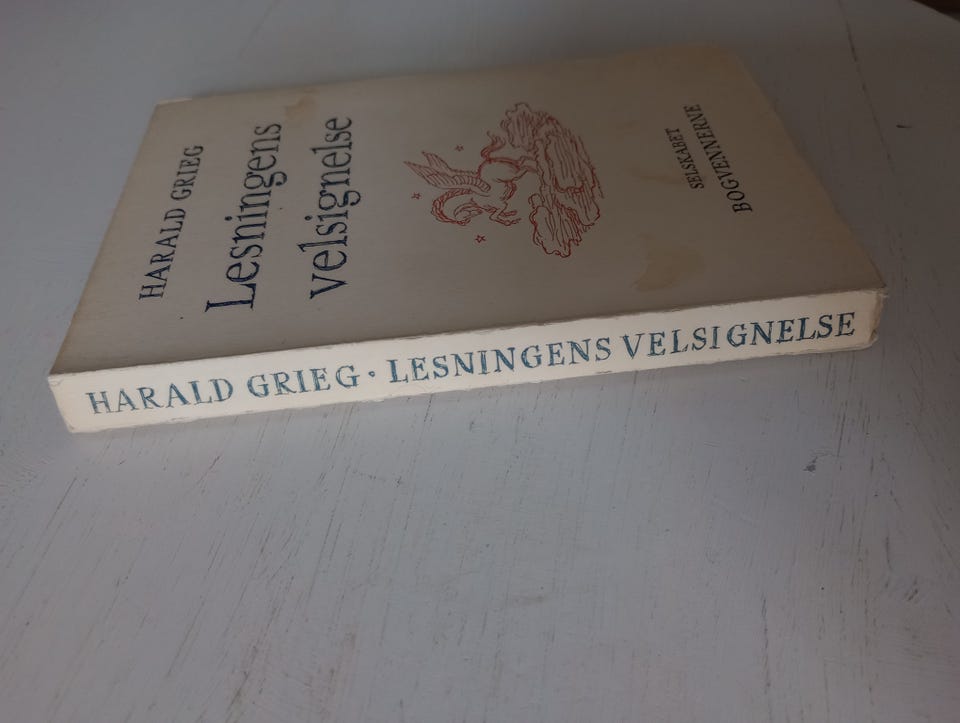 HARALD GRIEG
Lesningens
velsignelse
SELSKABET
BOGVENNERNE
HARALD GRIEG · LESNINGENS VELSIGNELSE